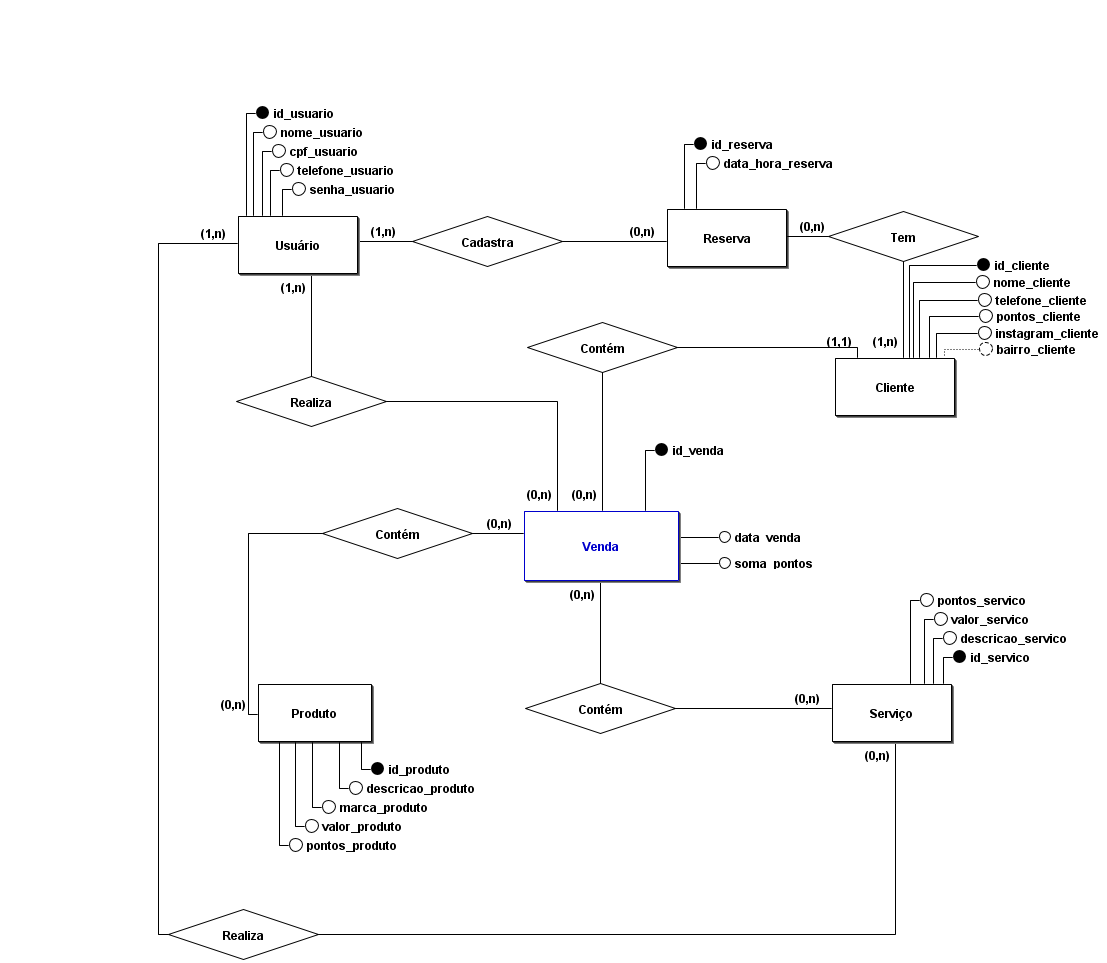 id_usuario
nome_usuario
cpf_usuario
telefone_usuario
senha_usuario
id_reserva
data_hora_reserva
(1,n)
Usuário
(1,n)
Cadastra
(0,n)
Reserva
(0,n)
Tem
(1,n)
id_cliente
nome_cliente
telefone_cliente
pontos_cliente
instagram_cliente
bairro_cliente
Contém
(1,1)
(1,n)
Cliente
Realiza
id_venda
(0,n)
(0,n)
Contém
(0,n)
Venda
data_venda
soma_pontos
(0,n)
pontos_servico
valor_servico
descricao_servico
id_servico
(0,n)
Produto
Contém
(0,n)
Serviço
(0,n)
id_produto
descricao_produto
marca_produto
valor_produto
pontos_produto
Realiza